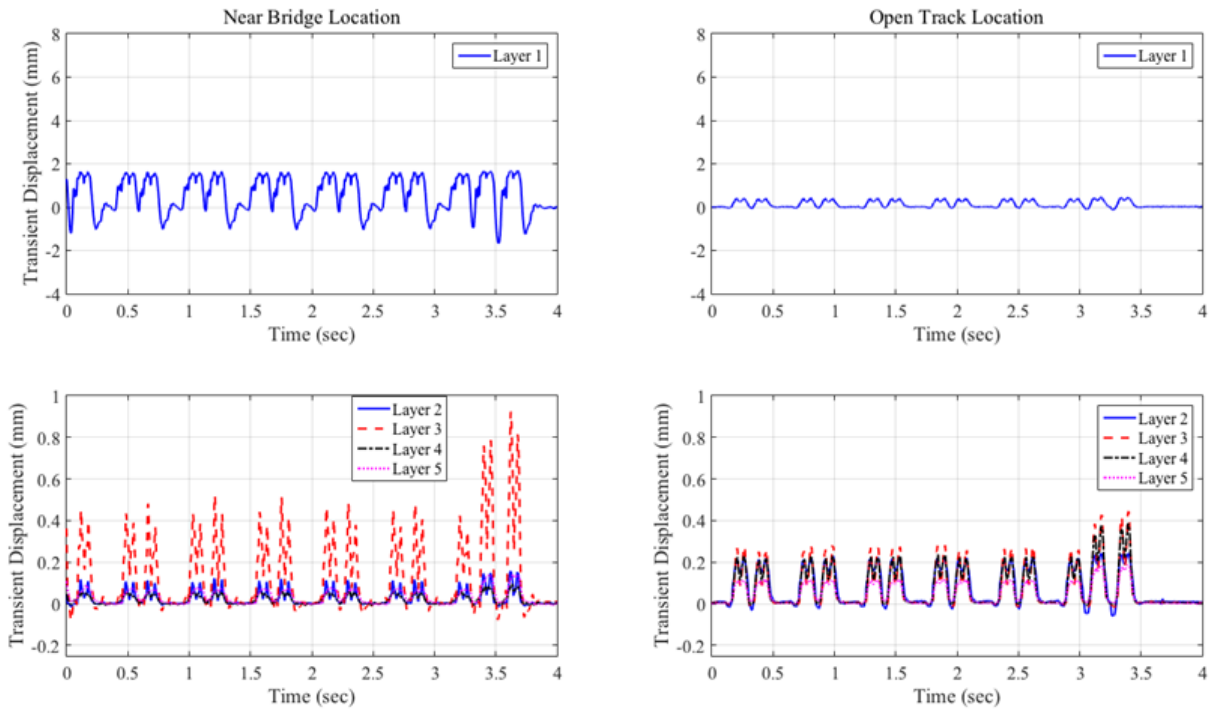 Near Bridge Location
Transient Displacement (mm)
8
6
4
2
0
-2
-4
Layer 1
0 0.5 1 1.5 2 2.5 3 3.5 4
Time (sec)
Open Track Location
Transient Displacement (mm)
8
6
4
2
0
-2
-4
Layer 1
0 0.5 1 1.5 2 2.5 3 3.5 4
Time (sec)
Transient Displacement (mm)
1
0.8
0.6
0.4
0.2
0
-0.2
Layer 2
Layer 3
Layer 4
Layer 5
0 0.5 1 1.5 2 2.5 3 3.5 4
Time (sec)
Transient Displacement (mm)
1
0.8
0.6
0.4
0.2
0
-0.2
Layer 2
Layer 3
Layer 4
Layer 5
0 0.5 1 1.5 2 2.5 3 3.5 4
Time (sec)